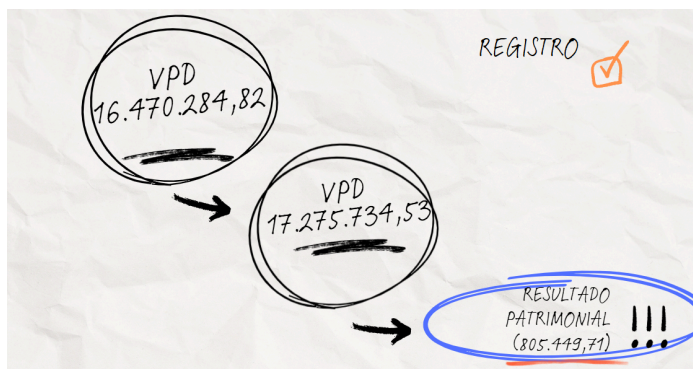 REGISTRO
VPD
16.470.284,82
VPD
17.275.734,53
RESULTADO
PATRIMONIAL
(805.449,71)
!!!